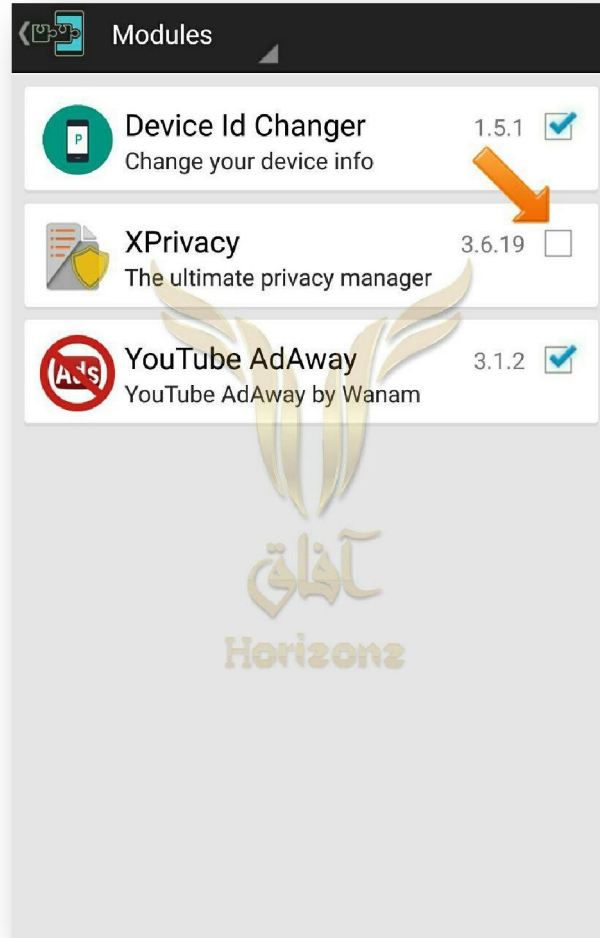 Modules
Device Id Changer
1.5.1
Change your device info
P
XPrivacy
3.6.19
The ultimate privacy manager
YouTube AdAway
3.1.2
YouTube AdAway by Wanam
Ads
آفاق
Horizons